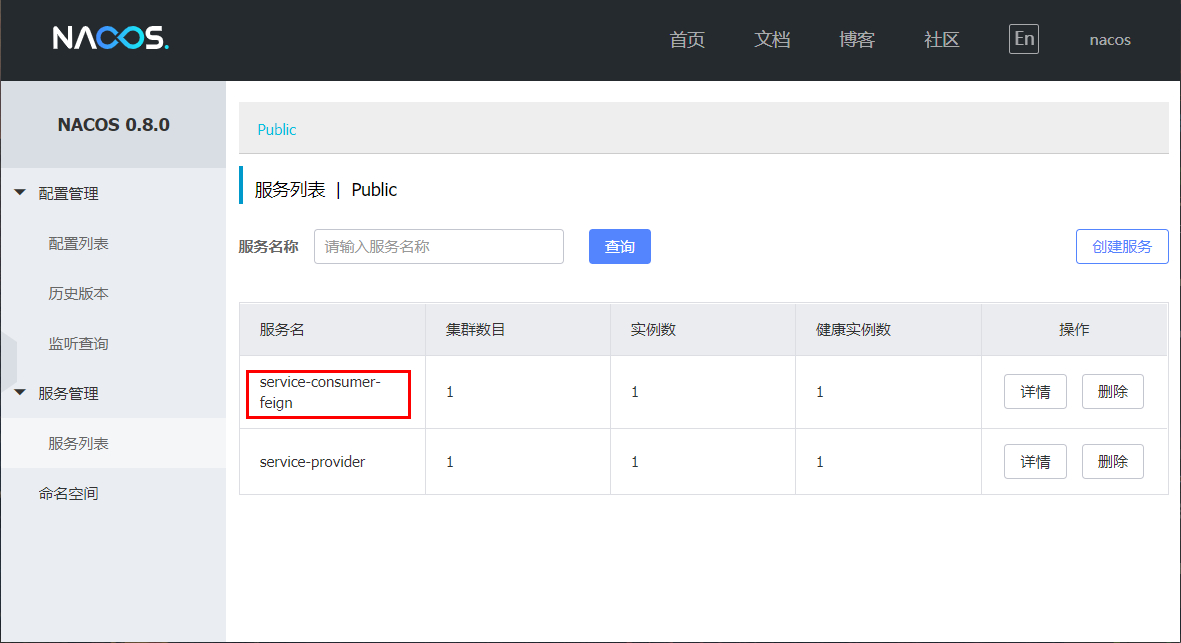 NACOS.
首页 文档 博客 社区 En nacos
NACOS 0.8.0
配置管理
配置列表
历史版本
监听查询
服务管理
服务列表
命名空间
Public
服务列表 | Public
服务名称 请输入服务名称 查询 创建服务
服务名 集群数目 实例数 健康实例数 操作
service-consumer-
feign 1 1 1 详情 删除
service-provider 1 1 1 详情 删除